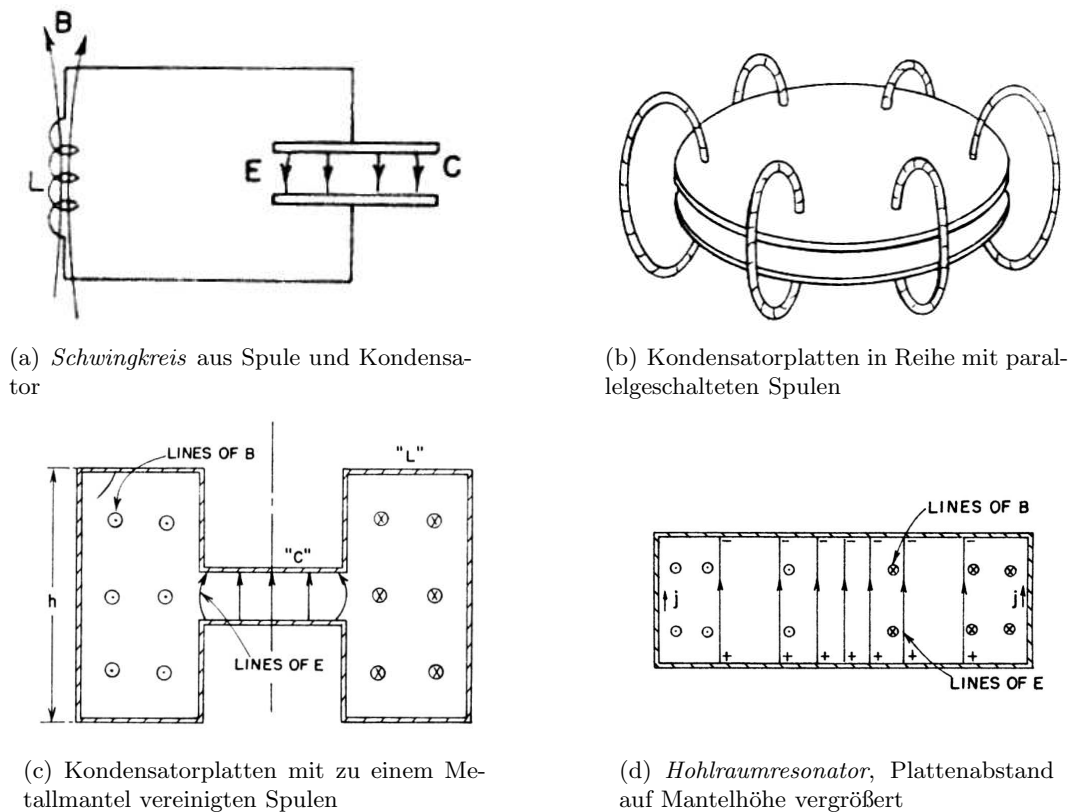 B
L
E
C
(a) Schwingkreis aus Spule und Kondensa-
tor
(b) Kondensatorplatten in Reihe mit paral-
lelgeschalteten Spulen
LINES OF B
"L"
"C"
h
LINES OF E
(c) Kondensatorplatten mit zu einem Me-
tallmantel vereinigten Spulen
LINES OF B
- - - - - - -
j j
+ + + + + + +
LINES OF E
(d) Hohlraumresonator, Plattenabstand
auf Mantelhöhe vergrößert